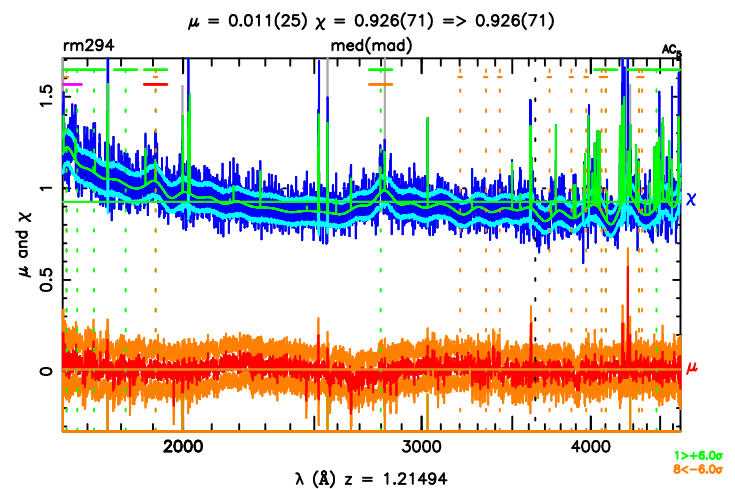 μ = 0.011(25) χ = 0.926(71) => 0.926(71)
rm294 med(mad) AC5
1.5
1
0.5
0
μ and χ
χ
μ
2000 3000 4000
1>+6.0σ
8<-6.0σ
λ (Å) z = 1.21494